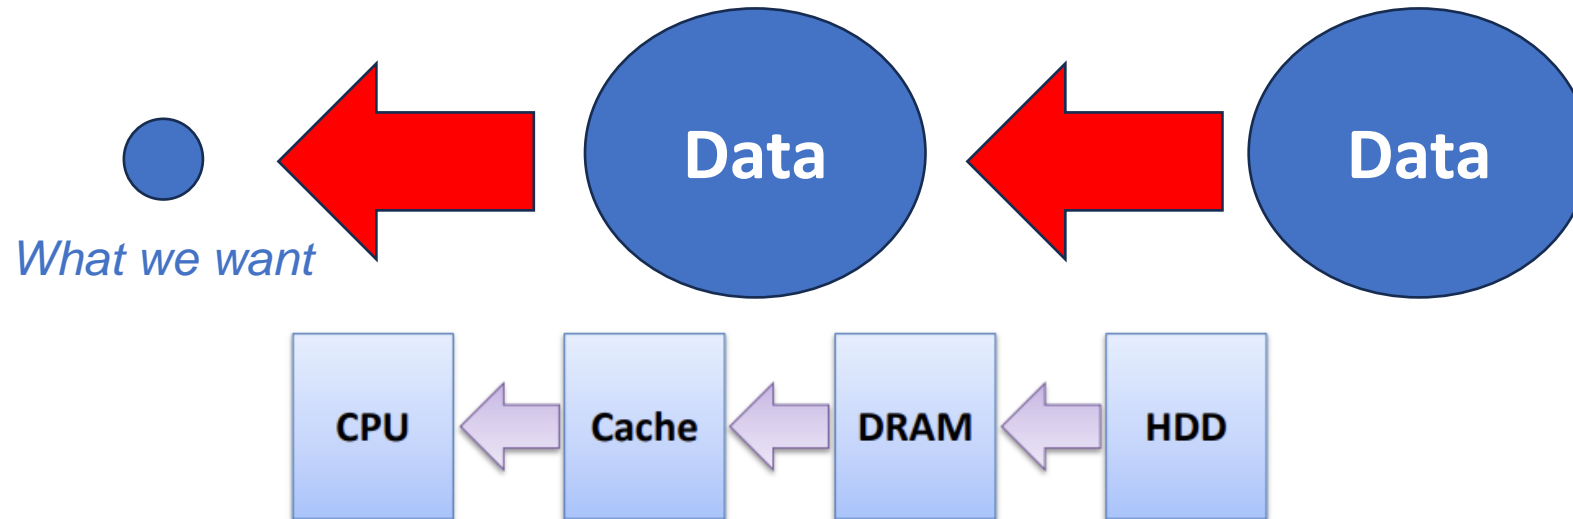 Data
Data
What we want
CPU
Cache
DRAM
HDD